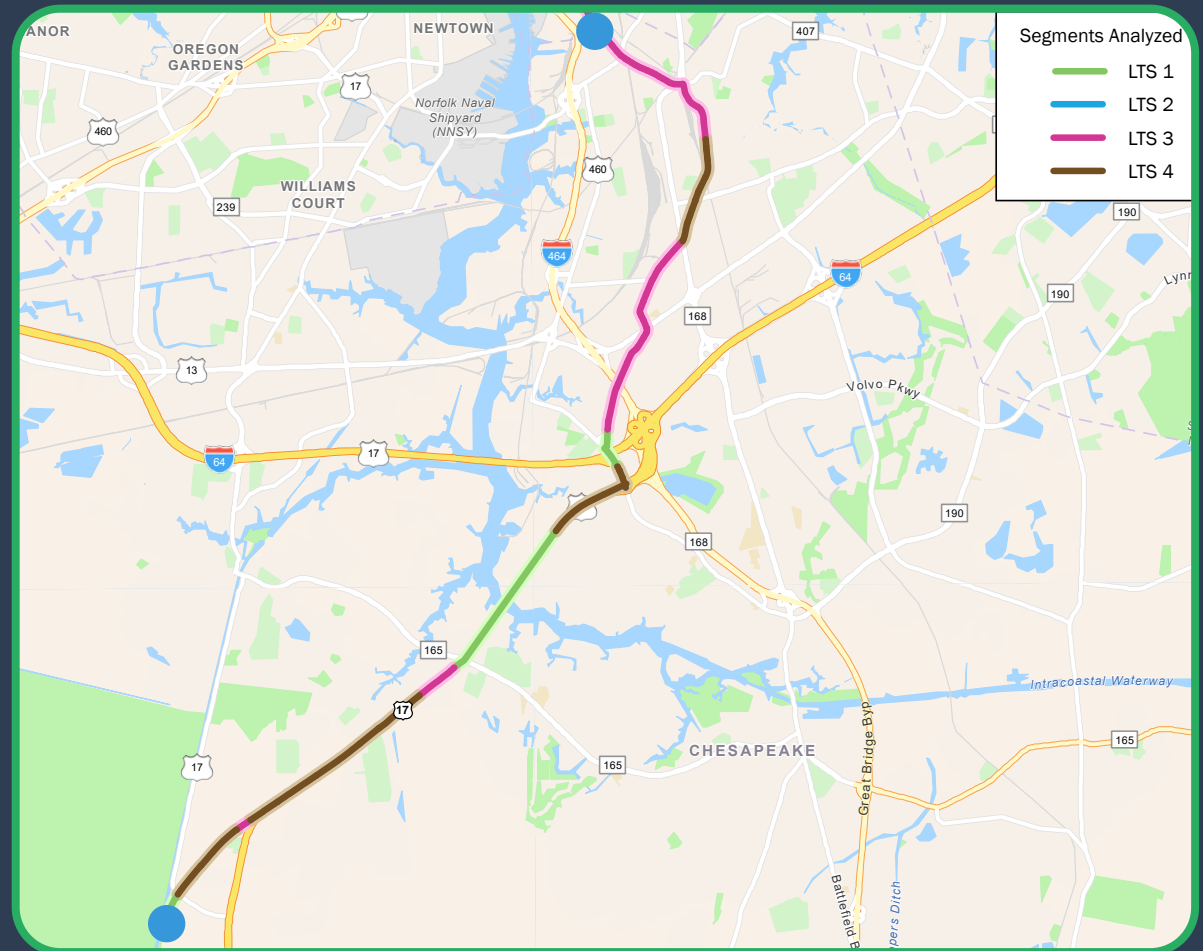 ANOR
NEWTOWN
407
Segments Analyzed
OREGON
GARDENS
LTS 1
17
LTS 2
Norfolk Naval
Shipyard
(NNSY)
460
LTS 3
460
LTS 4
WILLIAMS
COURT
239
190
464
64
Lynn
190
168
13
Volvo Pkwy
17
64
190
168
165
Intracoastal Waterway
17
Great Bridge Blvd
165
CHESAPEAKE
17
165
Battlefield B
pers Ditch